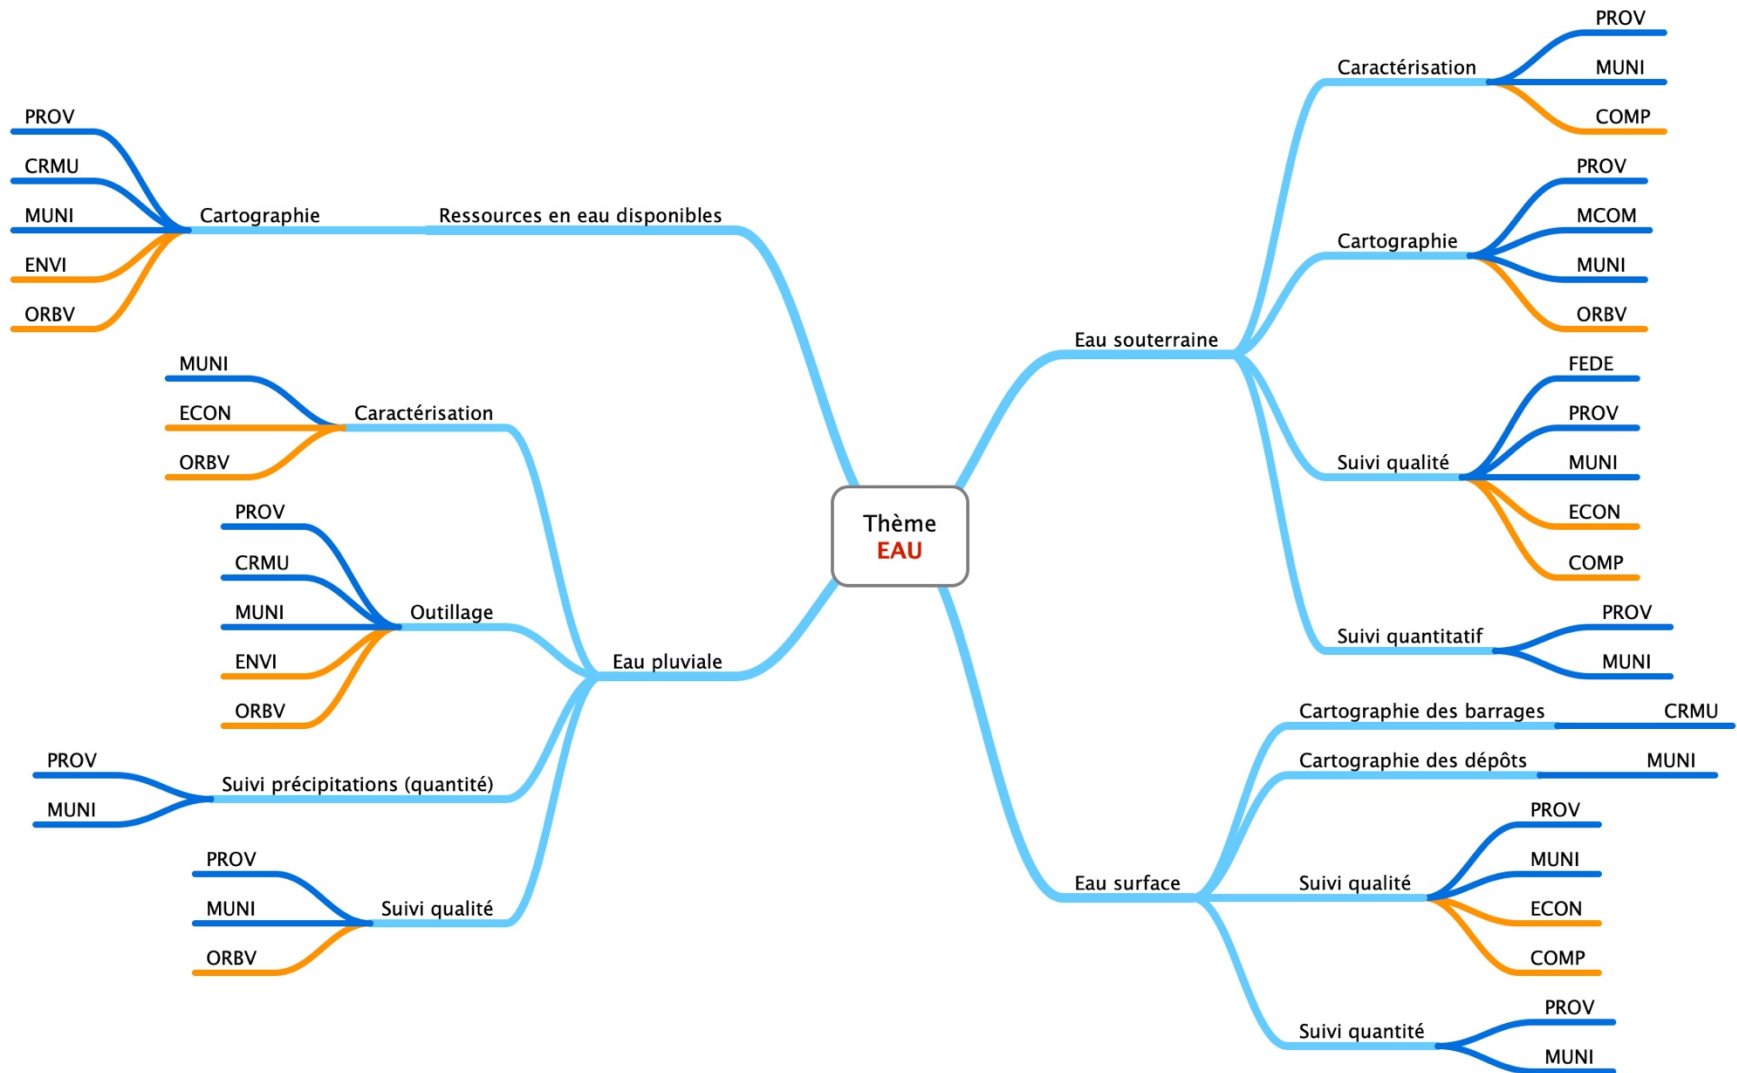 Thème
EAU
Ressources en eau disponibles
Cartographie
PROV
CRMU
MUNI
ENVI
ORBV
Eau pluviale
Caractérisation
MUNI
ECON
ORBV
Outillage
PROV
CRMU
MUNI
ENVI
ORBV
Suivi précipitations (quantité)
PROV
MUNI
Suivi qualité
PROV
MUNI
ORBV
Eau souterraine
Caractérisation
PROV
MUNI
COMP
Cartographie
PROV
MCOM
MUNI
ORBV
Suivi qualité
FEDE
PROV
MUNI
ECON
COMP
Suivi quantitatif
PROV
MUNI
Eau surface
Cartographie des barrages
CRMU
Cartographie des dépôts
MUNI
Suivi qualité
PROV
MUNI
ECON
COMP
Suivi quantité
PROV
MUNI